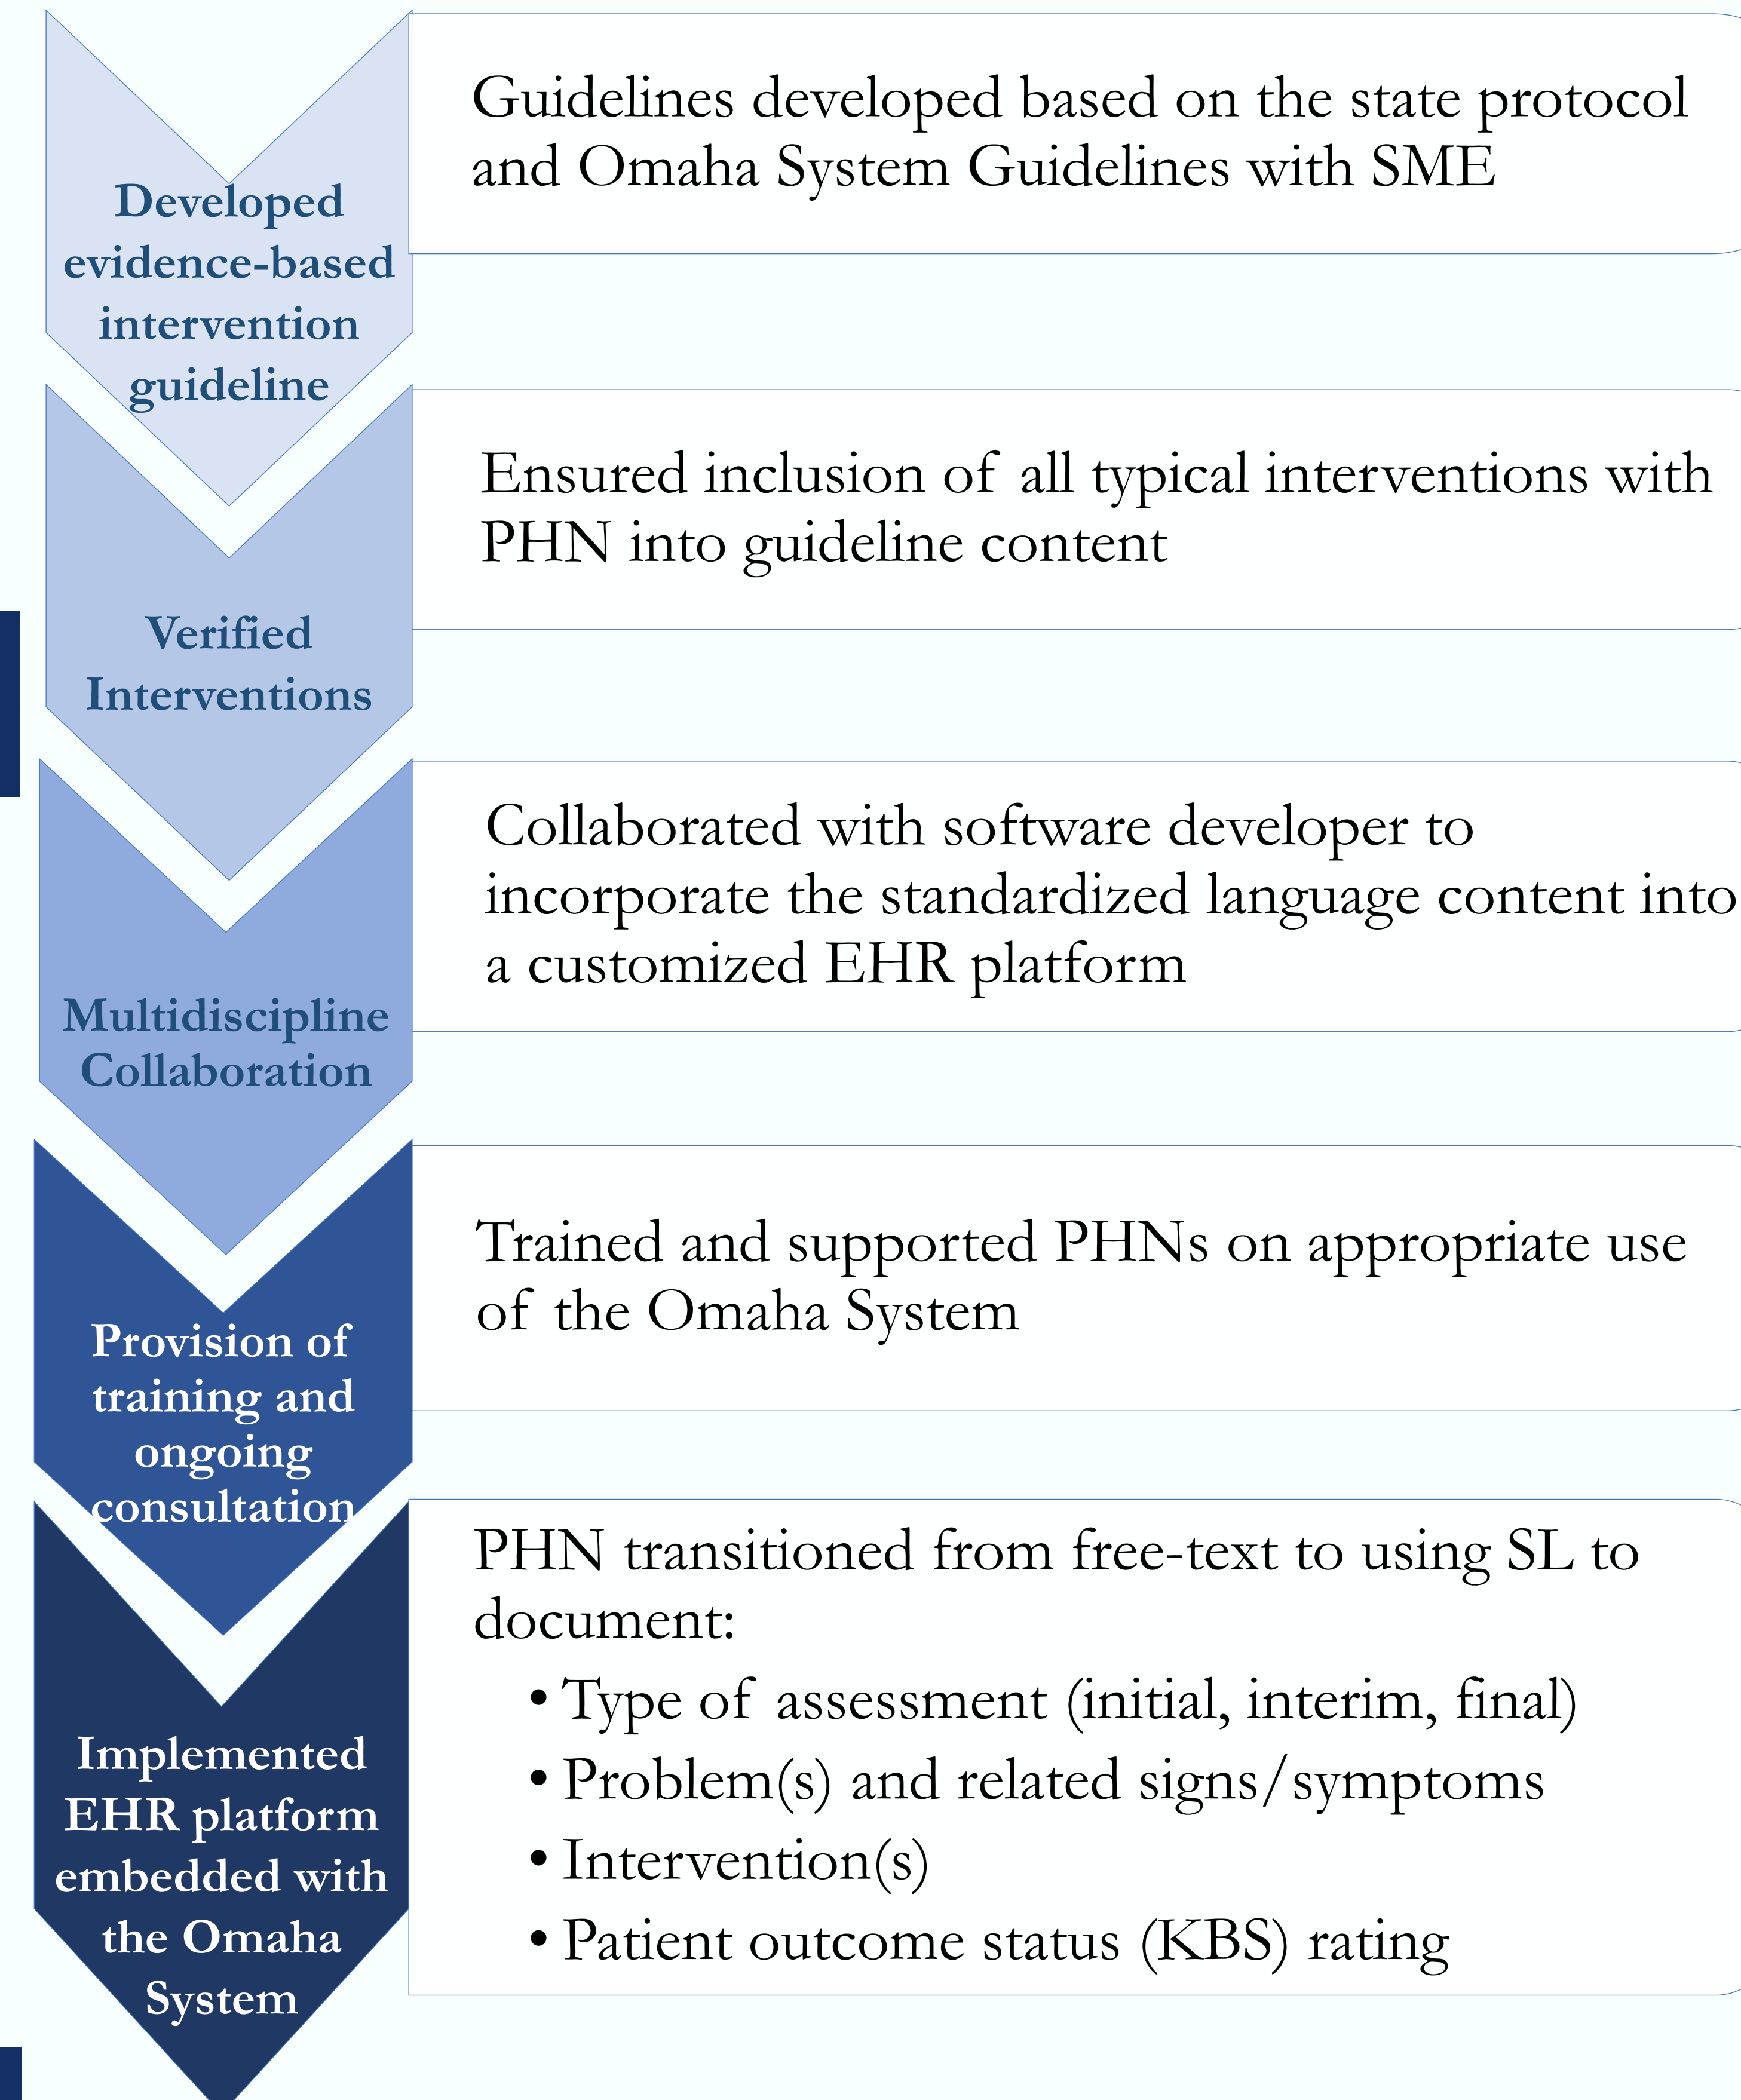 Developed
evidence-based
intervention
guideline
Guidelines developed based on the state protocol
and Omaha System Guidelines with SME
Verified
Interventions
Ensured inclusion of all typical interventions with
PHN into guideline content
Multidiscipline
Collaboration
Collaborated with software developer to
incorporate the standardized language content into
a customized EHR platform
Provision of
training and
ongoing
consultation
Trained and supported PHNs on appropriate use
of the Omaha System
Implemented
EHR platform
embedded with
the Omaha
System
PHN transitioned from free-text to using SL to
document:
• Type of assessment (initial, interim, final)
• Problem(s) and related signs/symptoms
• Intervention(s)
• Patient outcome status (KBS) rating